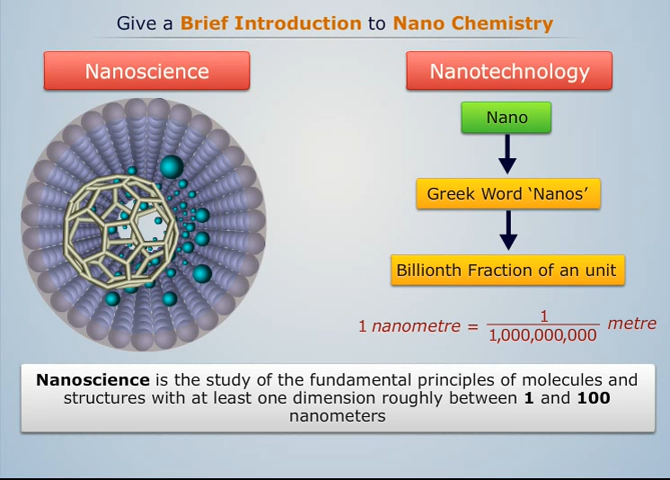 Give a Brief Introduction to Nano Chemistry
Nanoscience
Nanotechnology
Nano
Greek Word ‘Nanos’
Billionth Fraction of an unit
1 nanometre = 1 / 1,000,000,000 metre
Nanoscience is the study of the fundamental principles of molecules and
structures with at least one dimension roughly between 1 and 100
nanometers